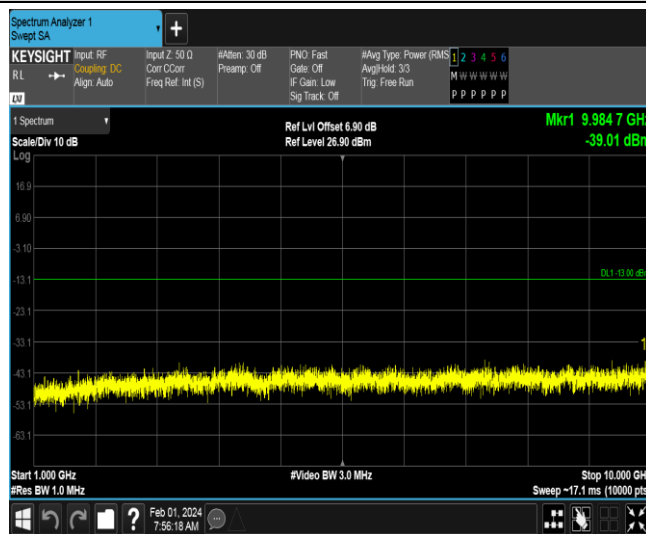 Spectrum Analyzer 1
Swept SA
KEYSIGHT
RL
LXI
Input: RF
Coupling: DC
Align: Auto
Input Z: 50 Ω
Corr CCorr
Freq Ref: Int (S)
#Atten: 30 dB
Preamp: Off
PNO: Fast
Gate: Off
IF Gain: Low
Sig Track: Off
#Avg Type: Power (RMS
Avg|Hold: 3/3
Trig: Free Run
1 2 3 4 5 6
M W W W W W
P P P P P P
1 Spectrum
Scale/Div 10 dB
Log
Ref Lvl Offset 6.90 dB
Ref Level 26.90 dBm
Mkr1 9.984 7 GHz
-39.01 dBm
16.9
6.90
-3.10
-13.1
DL1 -13.00 dBm
-23.1
-33.1
1
-43.1
-53.1
-63.1
Start 1.000 GHz
#Res BW 1.0 MHz
#Video BW 3.0 MHz
Stop 10.000 GH
Sweep ~17.1 ms (10000 pts
?
Feb 01, 2024
7:56:18 AM